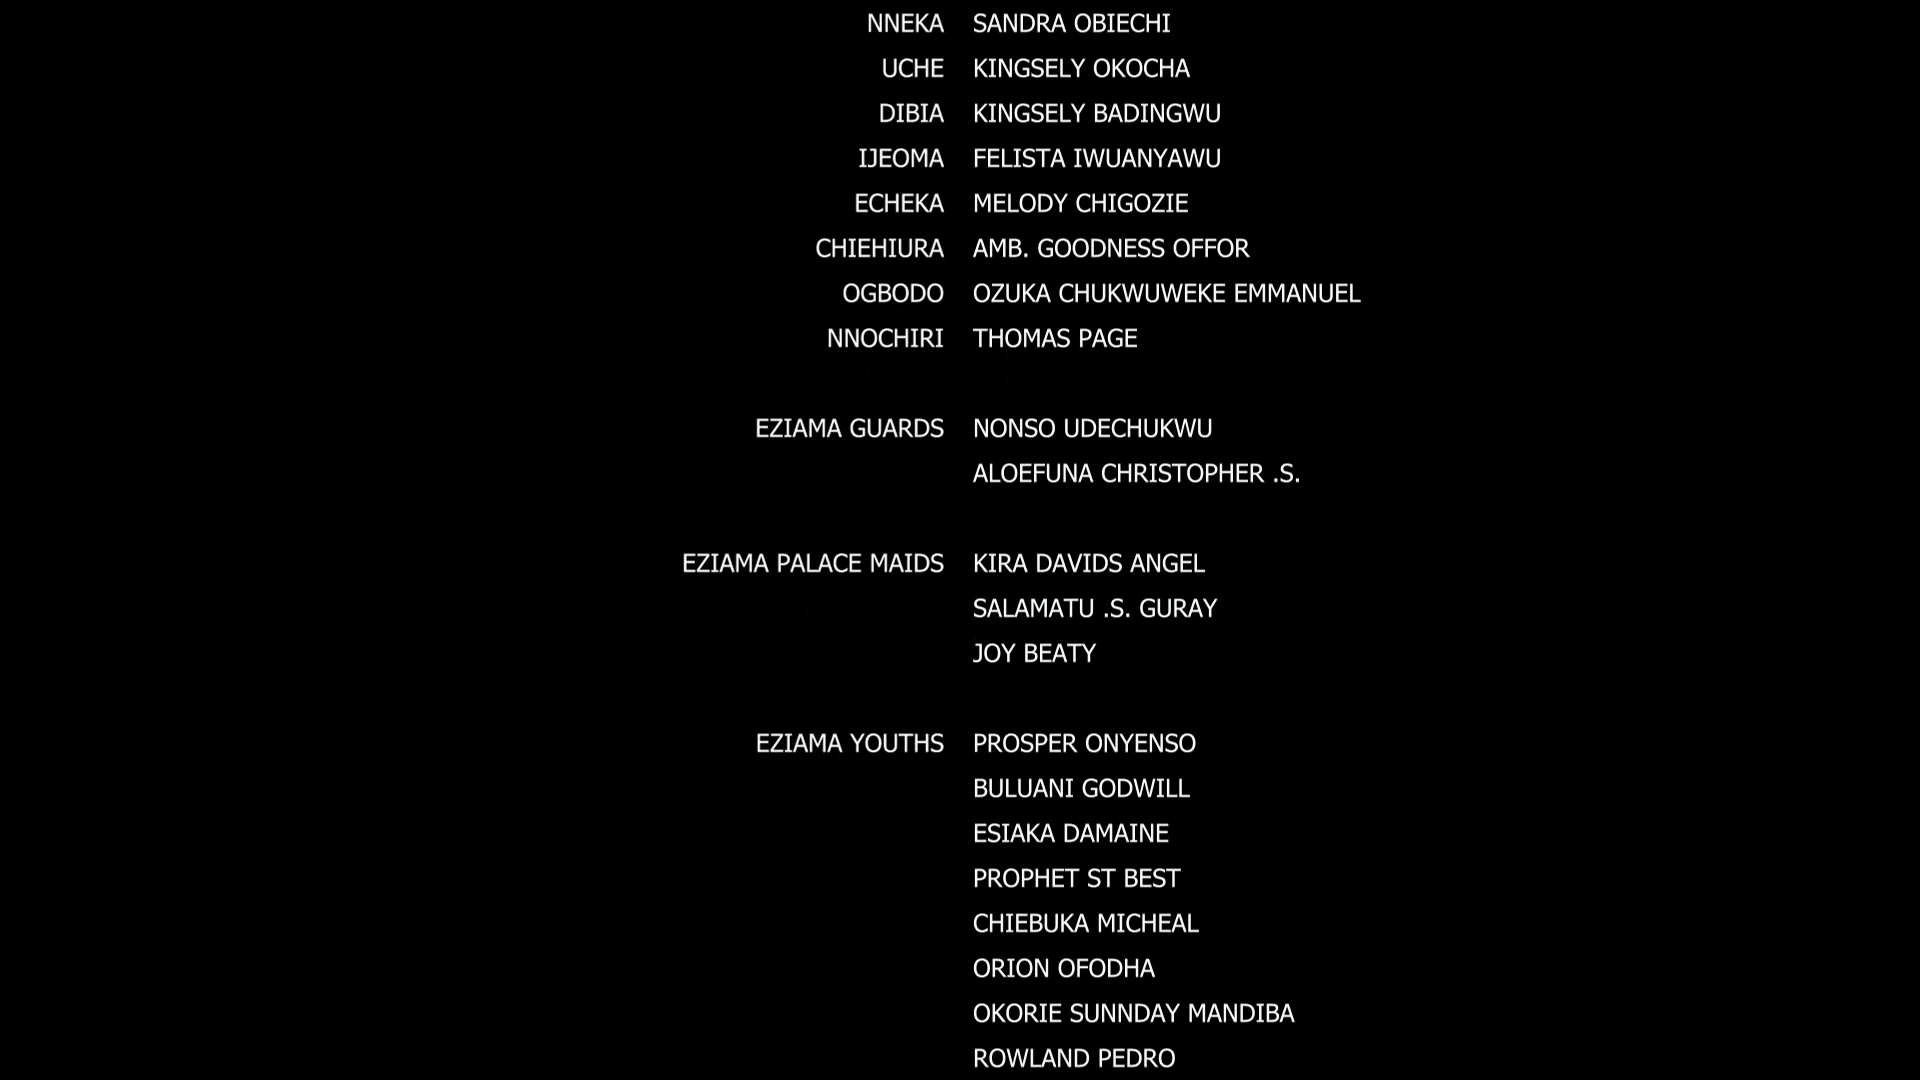 NNEKA SANDRA OBIECHI
UCHE KINGSELY OKOCHA
DIBIA KINGSELY BADINGWU
IJEOMA FELISTA IWUANYAWU
ECHEKA MELODY CHIGOZIE
CHIEHIURA AMB. GOODNESS OFFOR
OGBODO OZUKA CHUKWUWEKE EMMANUEL
NNOCHIRI THOMAS PAGE
EZIAMA GUARDS NONSO UDECHUKWU
ALOEFUNA CHRISTOPHER .S.
EZIAMA PALACE MAIDS KIRA DAVIDS ANGEL
SALAMATU .S. GURAY
JOY BEATY
EZIAMA YOUTHS PROSPER ONYENSO
BULUANI GODWILL
ESIAKA DAMAINE
PROPHET ST BEST
CHIEBUKA MICHEAL
ORION OFODHA
OKORIE SUNNDAY MANDIBA
ROWLAND PEDRO